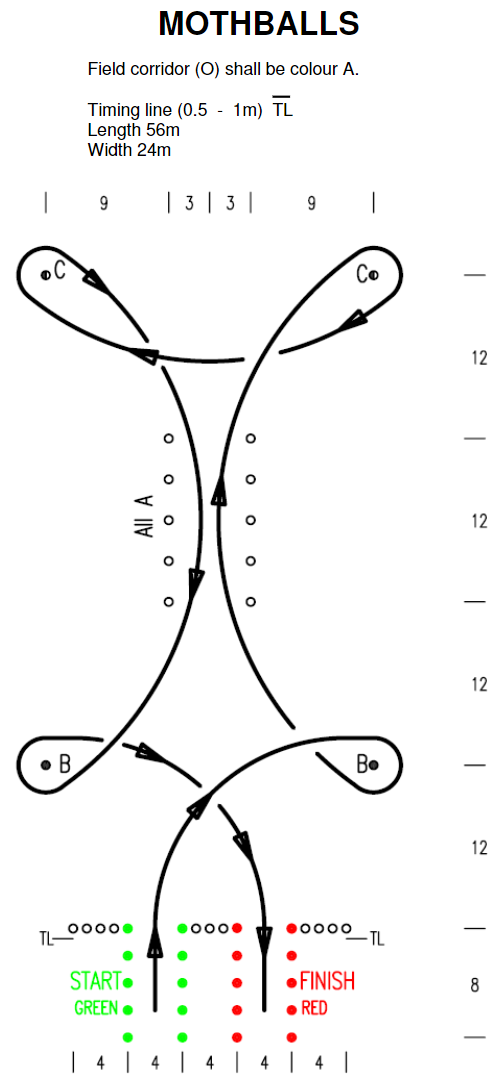 MOTHBALLS
Field corridor (O) shall be colour A.
Timing line (0.5 - 1m) TL
Length 56m
Width 24m
9 3 3 9
C C
12
All A
12
12
B B
12
TL TL
START FINISH
8
GREEN RED
4 4 4 4 4